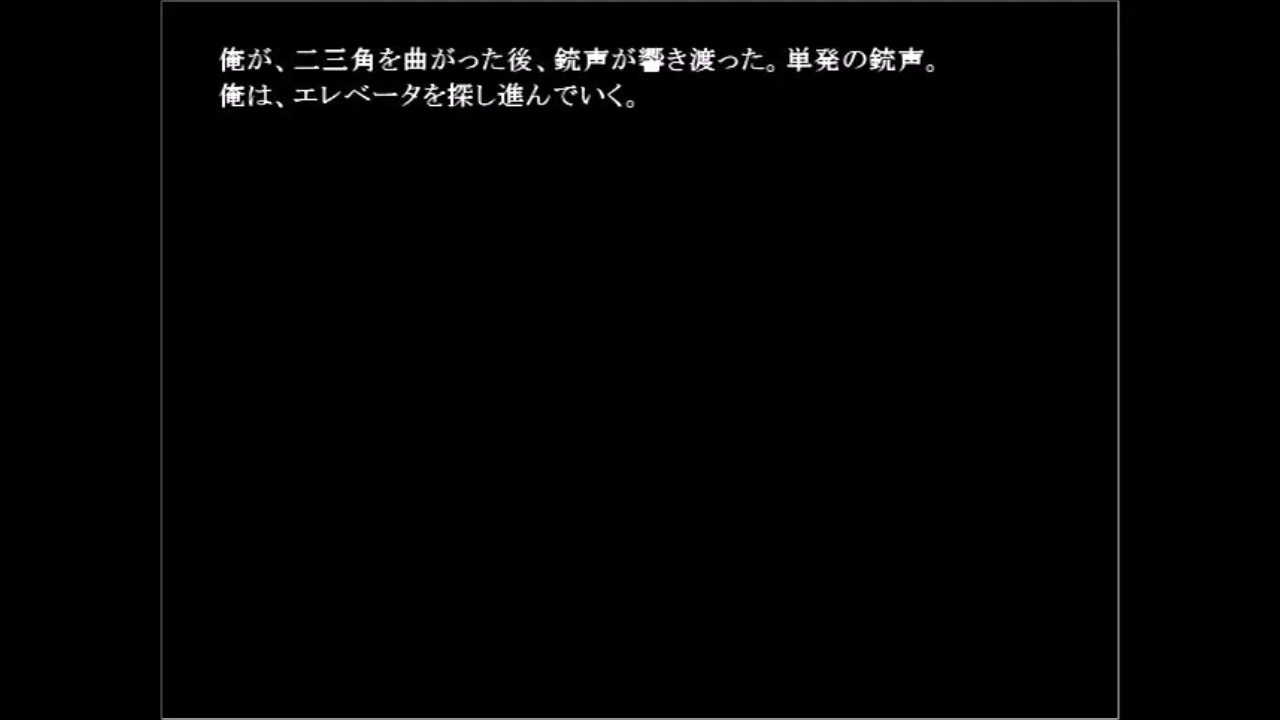 俺が、二三角を曲がった後、銃声が響き渡った。単発の銃声。
俺は、エレベータを探し進んでいく。